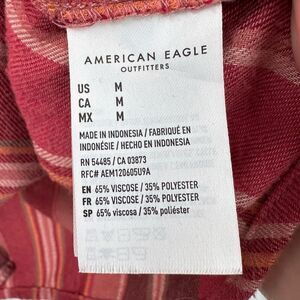 AMERICAN EAGLE
OUTFITTERS
US M
CA M
MX M
MADE IN INDONESIA / FABRIQUÉ EN
INDONÉSIE / HECHO EN INDONESIA
RN 54485 / CA 03873
RFC# AEM120605U9A
EN 65% VISCOSE / 35% POLYESTER
FR 65% VISCOSE / 35% POLYESTER
SP 65% viscosa / 35% poliéster